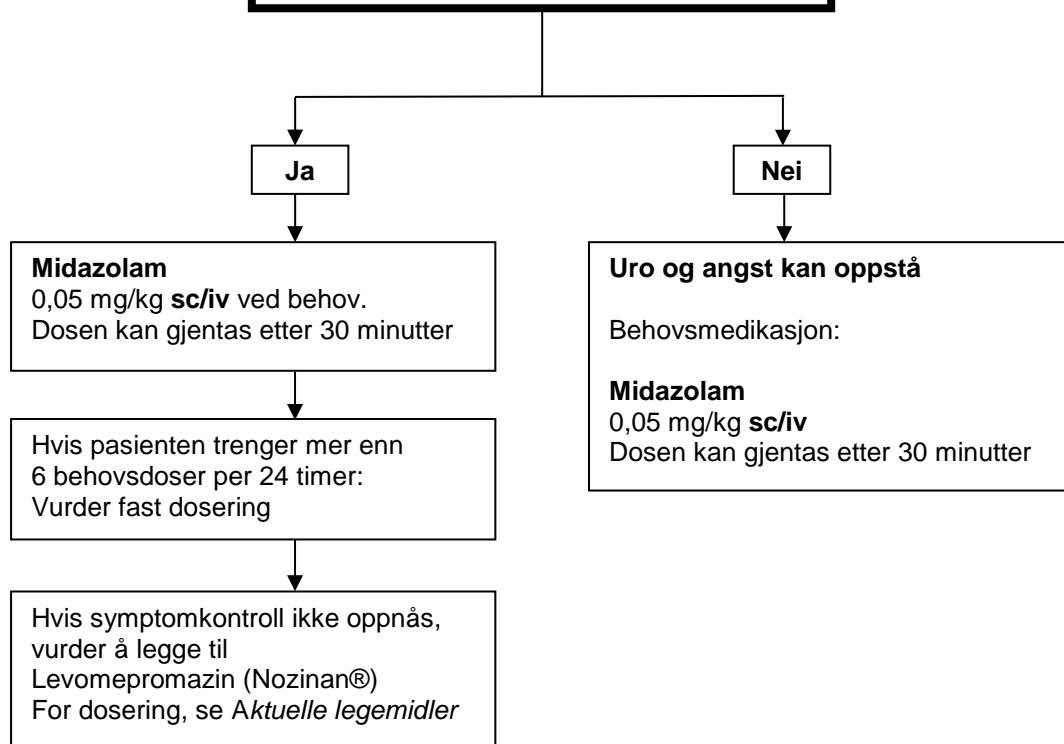 Ja
Nei
Midazolam
0,05 mg/kg sc/iv ved behov.
Dosen kan gjentas etter 30 minutter
Hvis pasienten trenger mer enn
6 behovsdoser per 24 timer:
Vurder fast dosering
Hvis symptomkontroll ikke oppnås,
vurder å legge til
Levomepromazin (Nozinan®)
For dosering, se Aktuelle legemidler
Uro og angst kan oppstå
Behovsmedikasjon:
Midazolam
0,05 mg/kg sc/iv
Dosen kan gjentas etter 30 minutter